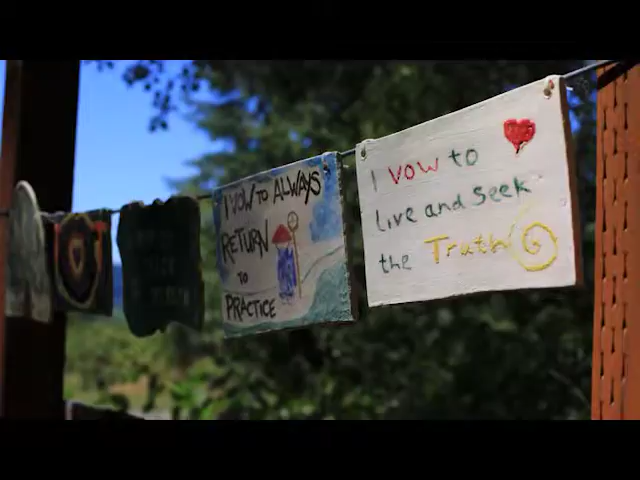 I VOW TO ALWAYS
RETURN
TO
PRACTICE
I vow to
live and seek
the Truth